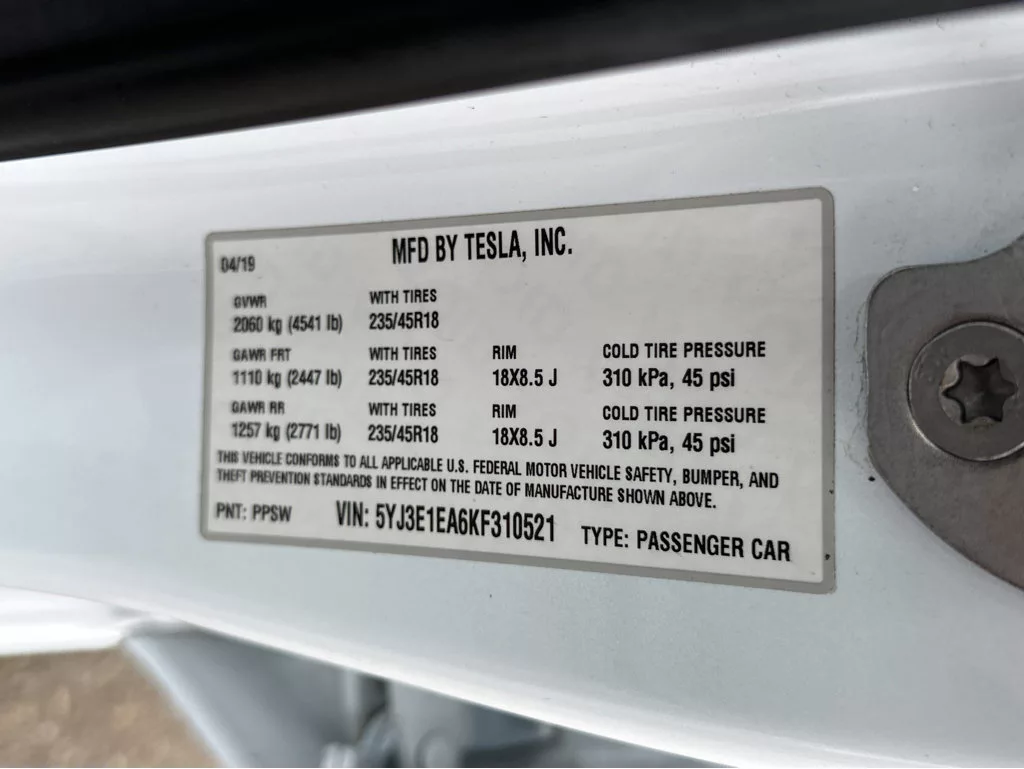 04/19 MFD BY TESLA, INC.
GVWR WITH TIRES
2060 kg (4541 lb) 235/45R18
GAWR FRT WITH TIRES RIM COLD TIRE PRESSURE
1110 kg (2447 lb) 235/45R18 18X8.5 J 310 kPa, 45 psi
GAWR RR WITH TIRES RIM COLD TIRE PRESSURE
1257 kg (2771 lb) 235/45R18 18X8.5 J 310 kPa, 45 psi
THIS VEHICLE CONFORMS TO ALL APPLICABLE U.S. FEDERAL MOTOR VEHICLE SAFETY, BUMPER, AND
THEFT PREVENTION STANDARDS IN EFFECT ON THE DATE OF MANUFACTURE SHOWN ABOVE.
PNT: PPSW VIN: 5YJ3E1EA6KF310521 TYPE: PASSENGER CAR